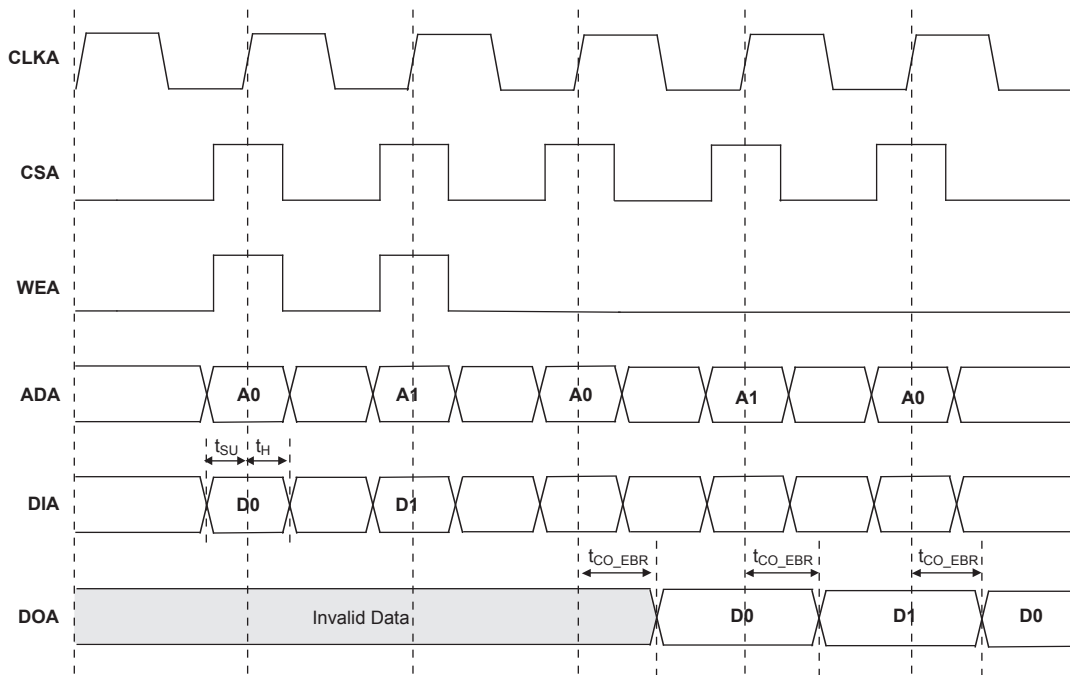 CLKA
CSA
WEA
ADA A0 A1 A0 A1 A0
tSU tH
DIA D0 D1
tCO_EBR tCO_EBR tCO_EBR
DOA Invalid Data D0 D1 D0